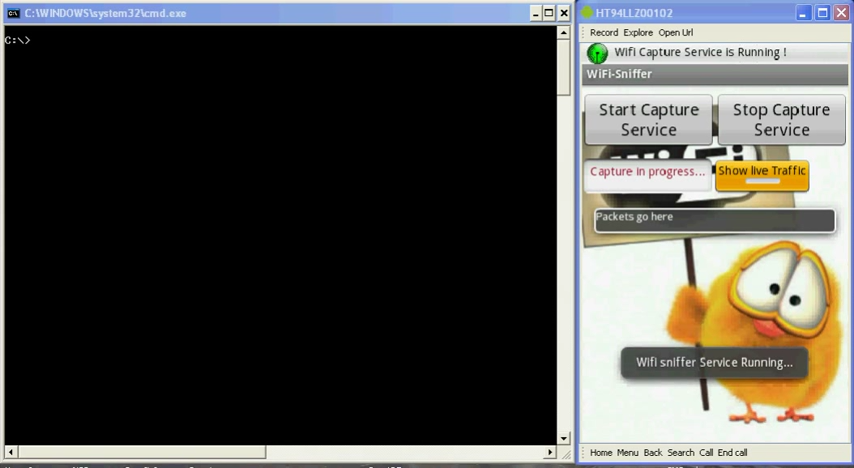 C:\WINDOWS\system32\cmd.exe
C:\>
HT94LLZ00102
Record Explore Open Url
Wifi Capture Service is Running !
WiFi-Sniffer
Start Capture
Service
Stop Capture
Service
Capture in progress...
Show live Traffic
Packets go here
Wifi sniffer Service Running...
Home Menu Back Search Call End call